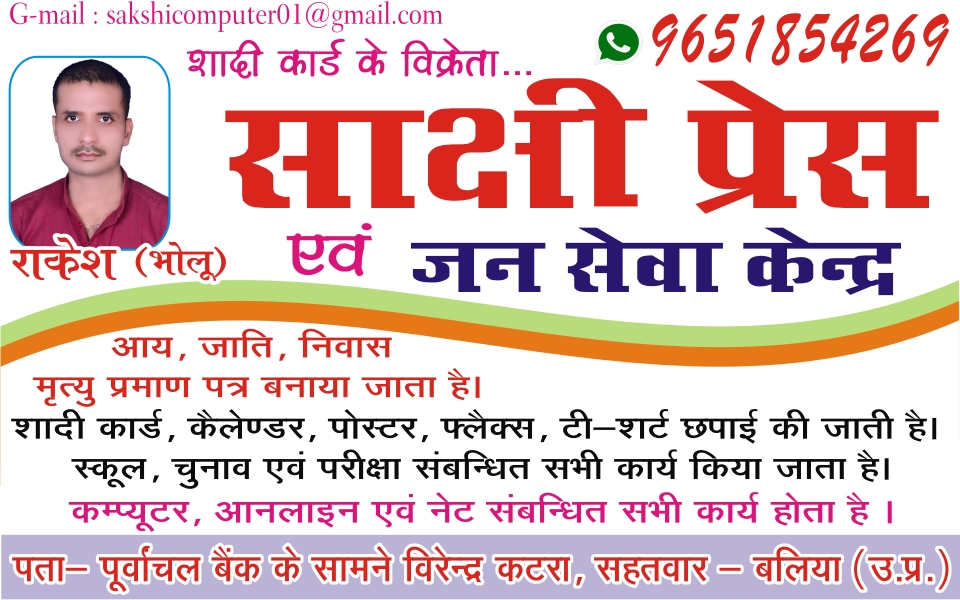 G-mail : sakshicomputer01@gmail.com
9651854269
शादी कार्ड के विक्रेता...
साक्षी प्रेस
राकेश (भोलू)
एवं जन सेवा केन्द्र
आय, जाति, निवास
मृत्यु प्रमाण पत्र बनाया जाता है।
शादी कार्ड, कैलेण्डर, पोस्टर, फ्लैक्स, टी–शर्ट छपाई की जाती है।
स्कूल, चुनाव एवं परीक्षा संबन्धित सभी कार्य किया जाता है।
कम्प्यूटर, आनलाइन एवं नेट संबन्धित सभी कार्य होता है ।
पता– पूर्वांचल बैंक के सामने विरेन्द्र कटरा, सहतवार – बलिया (उ.प्र.)